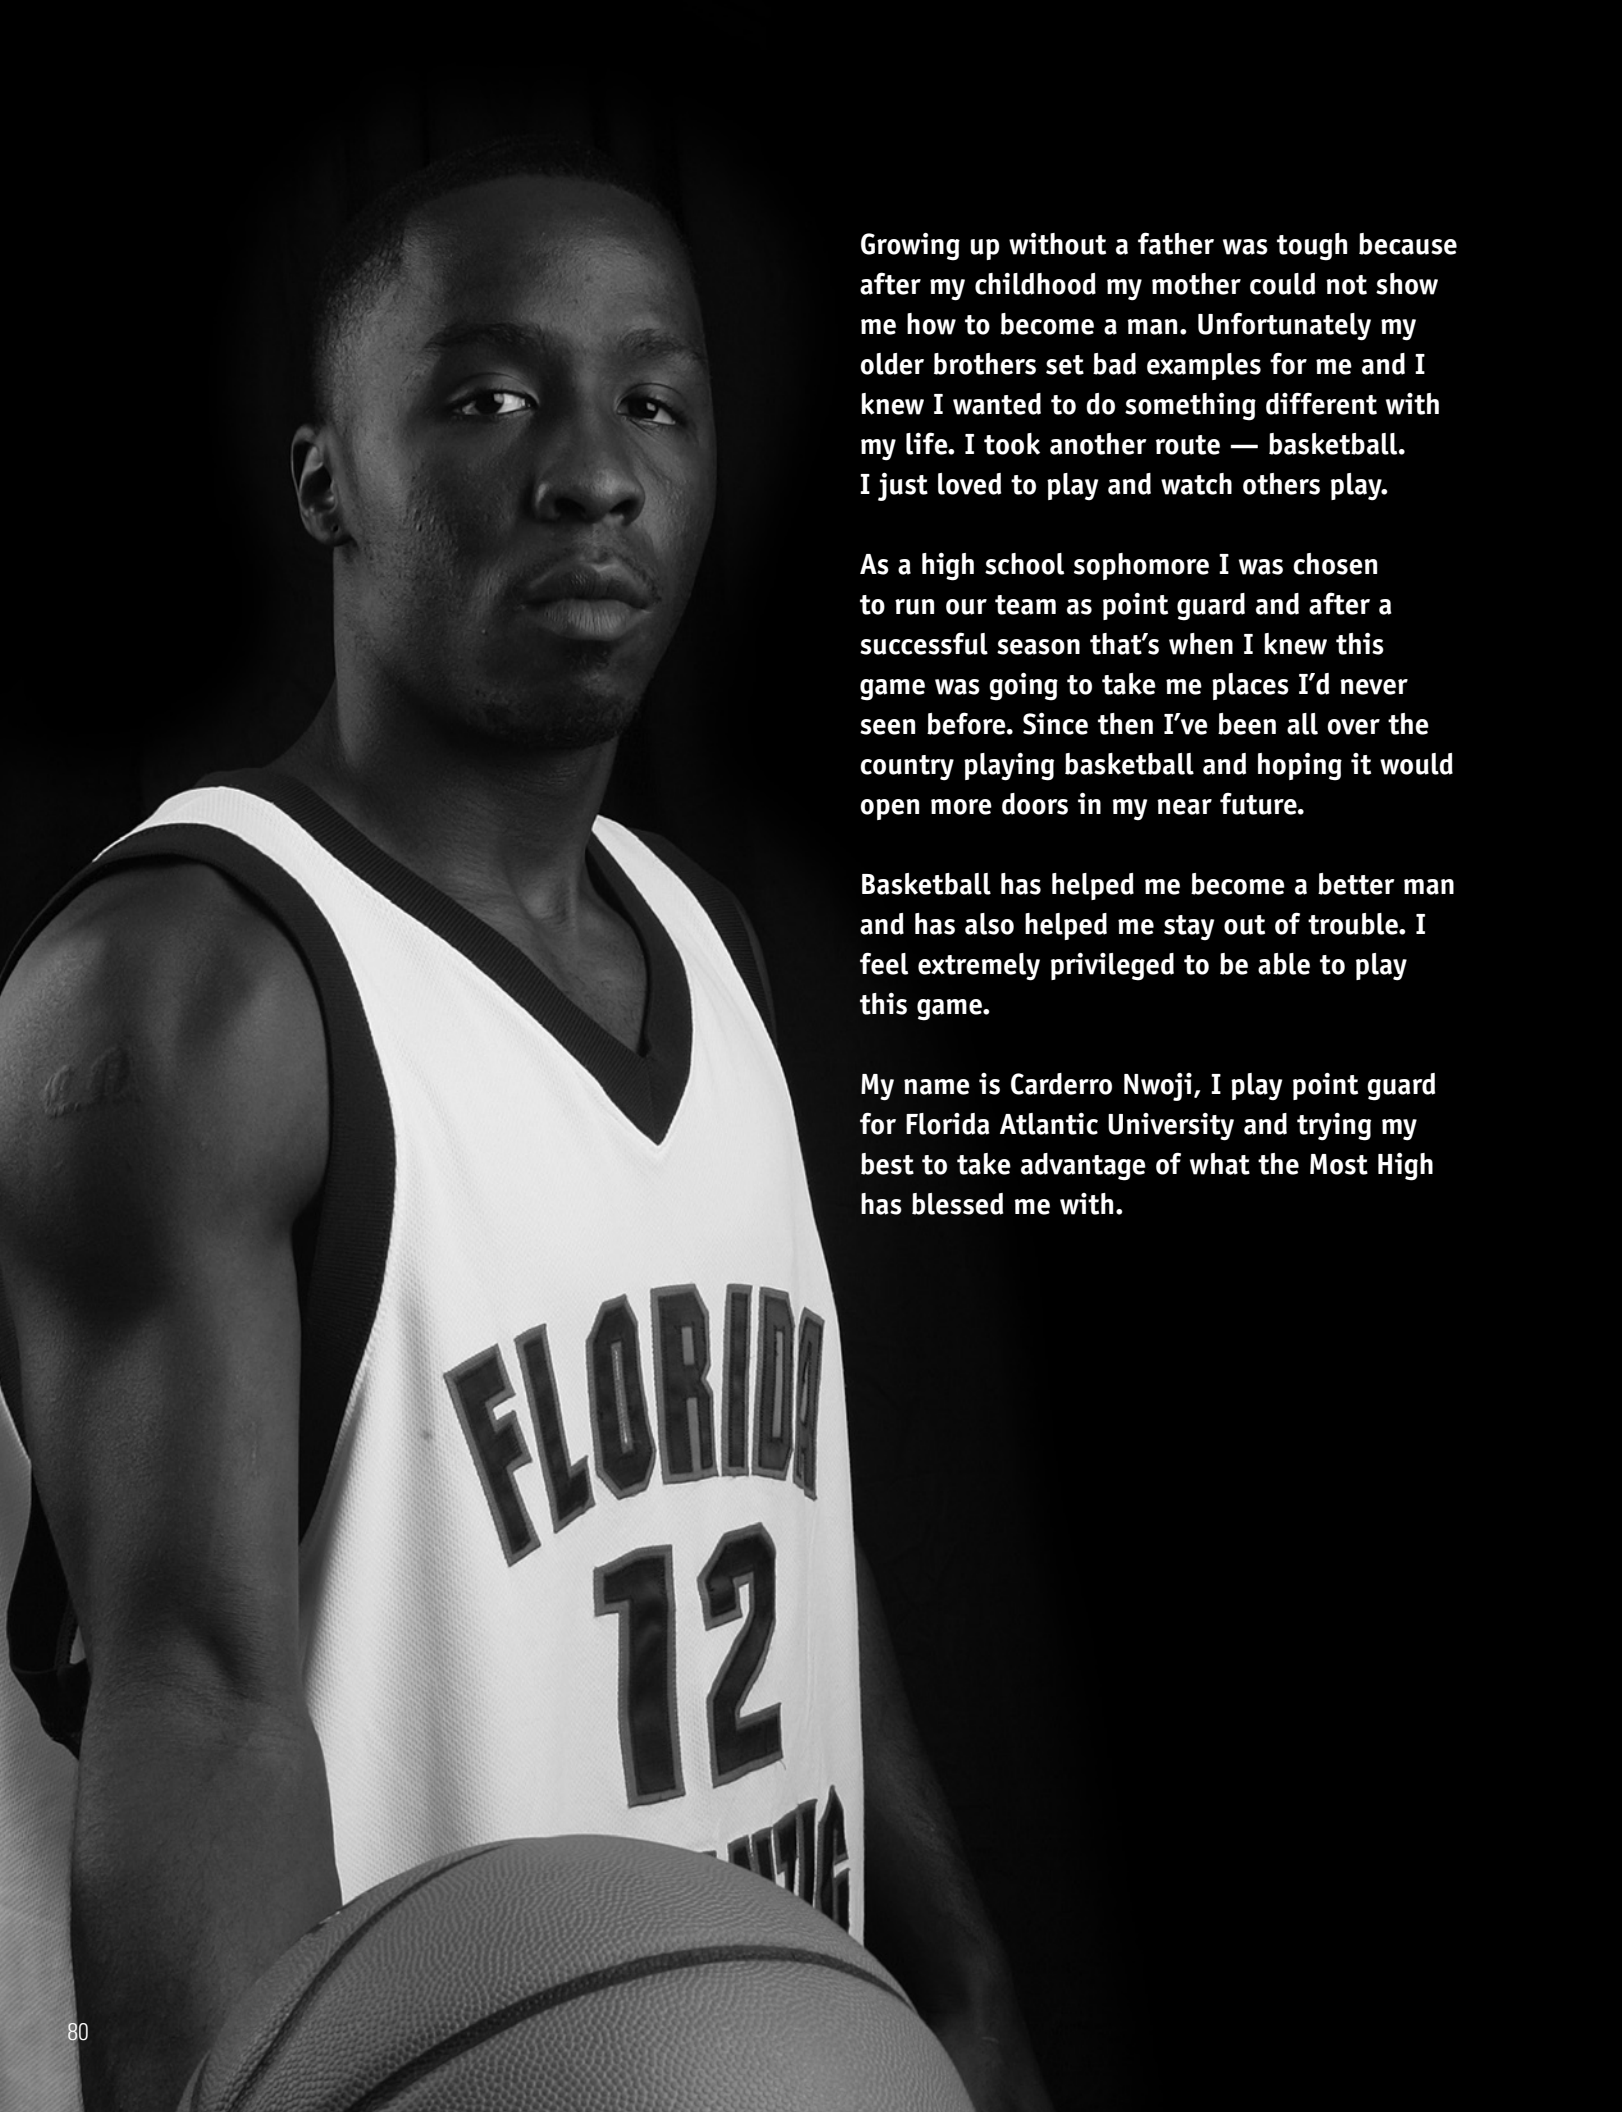 Growing up without a father was tough because
after my childhood my mother could not show
me how to become a man. Unfortunately my
older brothers set bad examples for me and I
knew I wanted to do something different with
my life. I took another route — basketball.
I just loved to play and watch others play.
As a high school sophomore I was chosen
to run our team as point guard and after a
successful season that’s when I knew this
game was going to take me places I’d never
seen before. Since then I’ve been all over the
country playing basketball and hoping it would
open more doors in my near future.
Basketball has helped me become a better man
and has also helped me stay out of trouble. I
feel extremely privileged to be able to play
this game.
My name is Carderro Nwoji, I play point guard
for Florida Atlantic University and trying my
best to take advantage of what the Most High
has blessed me with.
FLORIDA
12
80